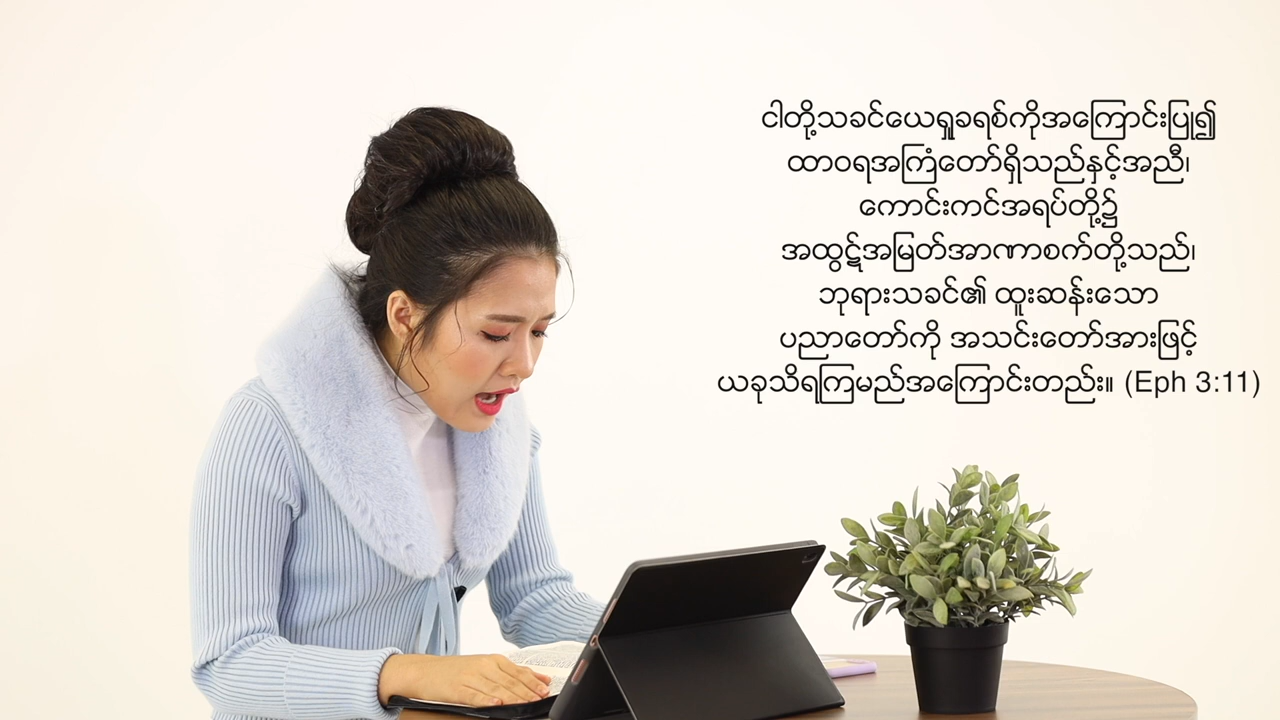 ငါတို့သခင်ယေရှုခရစ်ကိုအကြောင်းပြု၍
ထာဝရအကြံတော်ရှိသည်နှင့်အညီ၊
ကောင်းကင်အရပ်တို့၌
အထွဋ်အမြတ်အာဏာစက်တို့သည်၊
ဘုရားသခင်၏ ထူးဆန်းသော
ပညာတော်ကို အသင်းတော်အားဖြင့်
ယခုသိရကြမည်အကြောင်းတည်း။ (Eph 3:11)